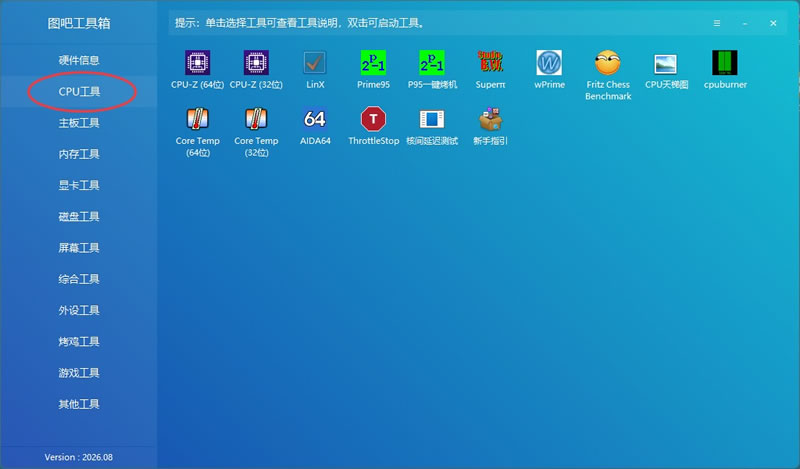 图吧工具箱
提示：单击选择工具可查看工具说明，双击可启动工具。
硬件信息
CPU工具
主板工具
内存工具
显卡工具
磁盘工具
屏幕工具
综合工具
外设工具
烤鸡工具
游戏工具
其他工具
Version : 2026.08
CPU-Z (64位)
CPU-Z (32位)
LinX
2ᴾ-1
Prime95
2ᴾ-1
P95一键烤机
Superπ
W
wPrime
Fritz Chess
Benchmark
CPU天梯图
cpuburner
Core Temp
(64位)
Core Temp
(32位)
64
AIDA64
T
ThrottleStop
核间延迟测试
新手指引